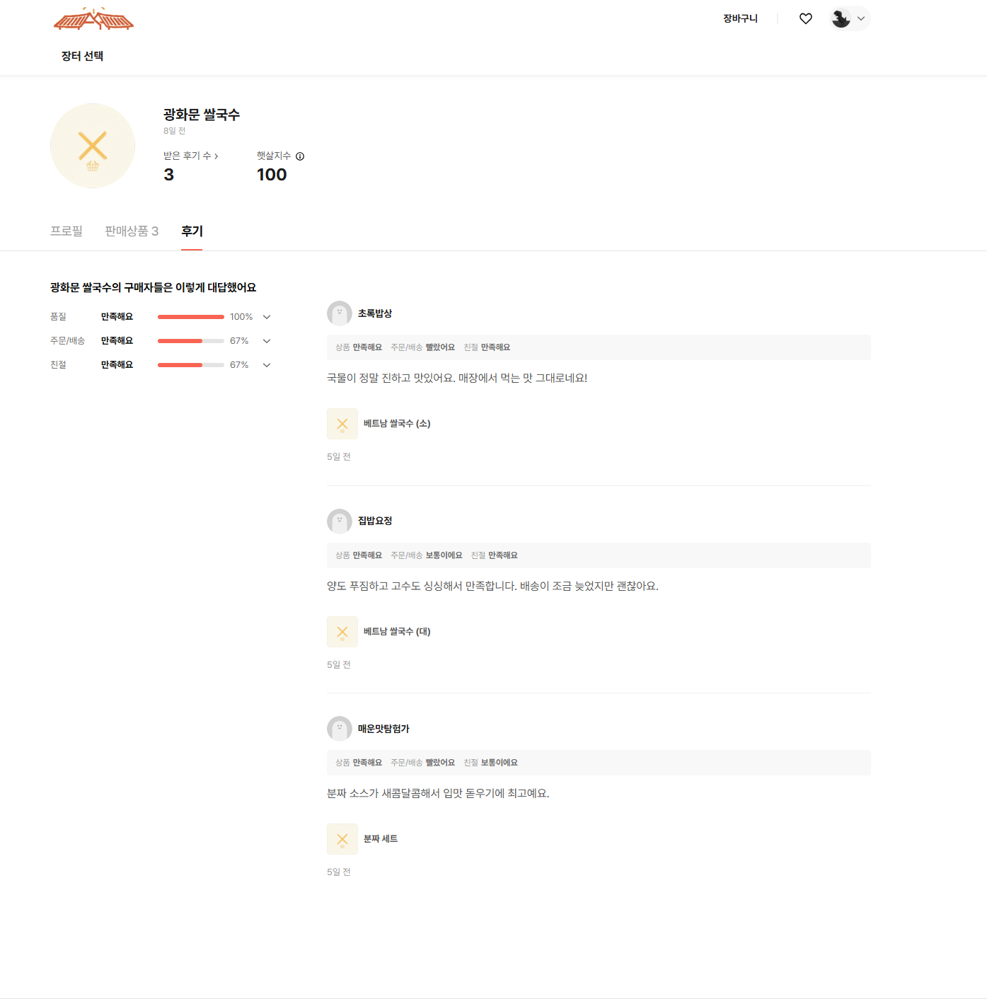 장바구니
장터 선택
광화문 쌀국수
8일 전
받은 후기 수 >
햇살지수
3
100
프로필
판매상품 3
후기
광화문 쌀국수의 구매자들은 이렇게 대답했어요
품질 만족해요 100%
주문/배송 만족해요 67%
친절 만족해요 67%
초록밥상
상품 만족해요 주문/배송 빨랐어요 친절 만족해요
국물이 정말 진하고 맛있어요. 매장에서 먹는 맛 그대로네요!
베트남 쌀국수 (소)
5일 전
집밥요정
상품 만족해요 주문/배송 보통이에요 친절 만족해요
양도 푸짐하고 고수도 싱싱해서 만족합니다. 배송이 조금 늦었지만 괜찮아요.
베트남 쌀국수 (대)
5일 전
매운맛탐험가
상품 만족해요 주문/배송 빨랐어요 친절 보통이에요
분짜 소스가 새콤달콤해서 입맛 돋우기에 최고예요.
분짜 세트
5일 전